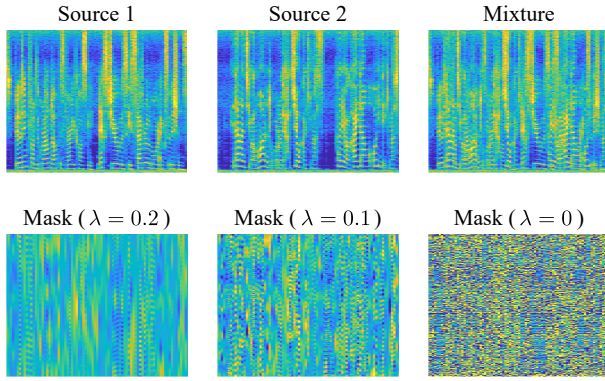 Source 1
Source 2
Mixture
Mask ( λ = 0.2 )
Mask ( λ = 0.1 )
Mask ( λ = 0 )